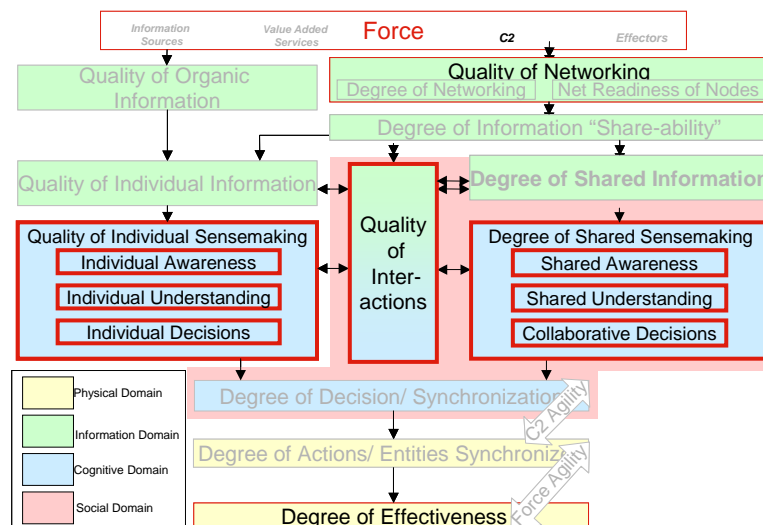 Information
Sources
Value Added
Services
Force
C2
Effectors
Quality of Organic
Information
Quality of Networking
Degree of Networking
Net Readiness of Nodes
Degree of Information “Share-ability”
Quality of Individual Information
Degree of Shared Information
Quality
of
Inter-
actions
Quality of Individual Sensemaking
Individual Awareness
Individual Understanding
Individual Decisions
Degree of Shared Sensemaking
Shared Awareness
Shared Understanding
Collaborative Decisions
Physical Domain
Information Domain
Cognitive Domain
Social Domain
Degree of Decision/ Synchronization
C2 Agility
Degree of Actions/ Entities Synchronize
Force Agility
Degree of Effectiveness